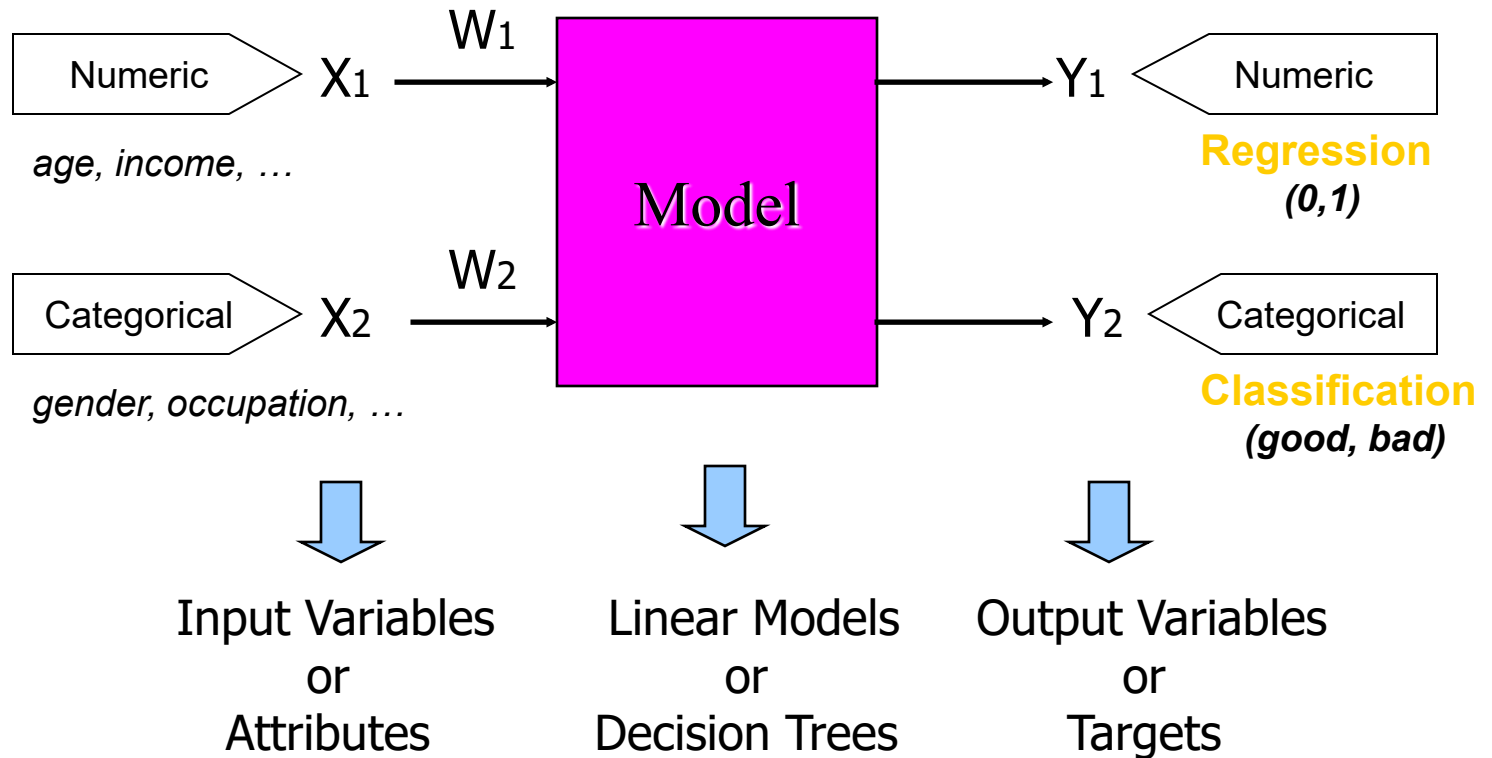 W1
Numeric X1 Y1 Numeric
age, income, …
Regression
(0,1)
Model
W2
Categorical X2 Y2 Categorical
gender, occupation, …
Classification
(good, bad)
Input Variables
or
Attributes
Linear Models
or
Decision Trees
Output Variables
or
Targets